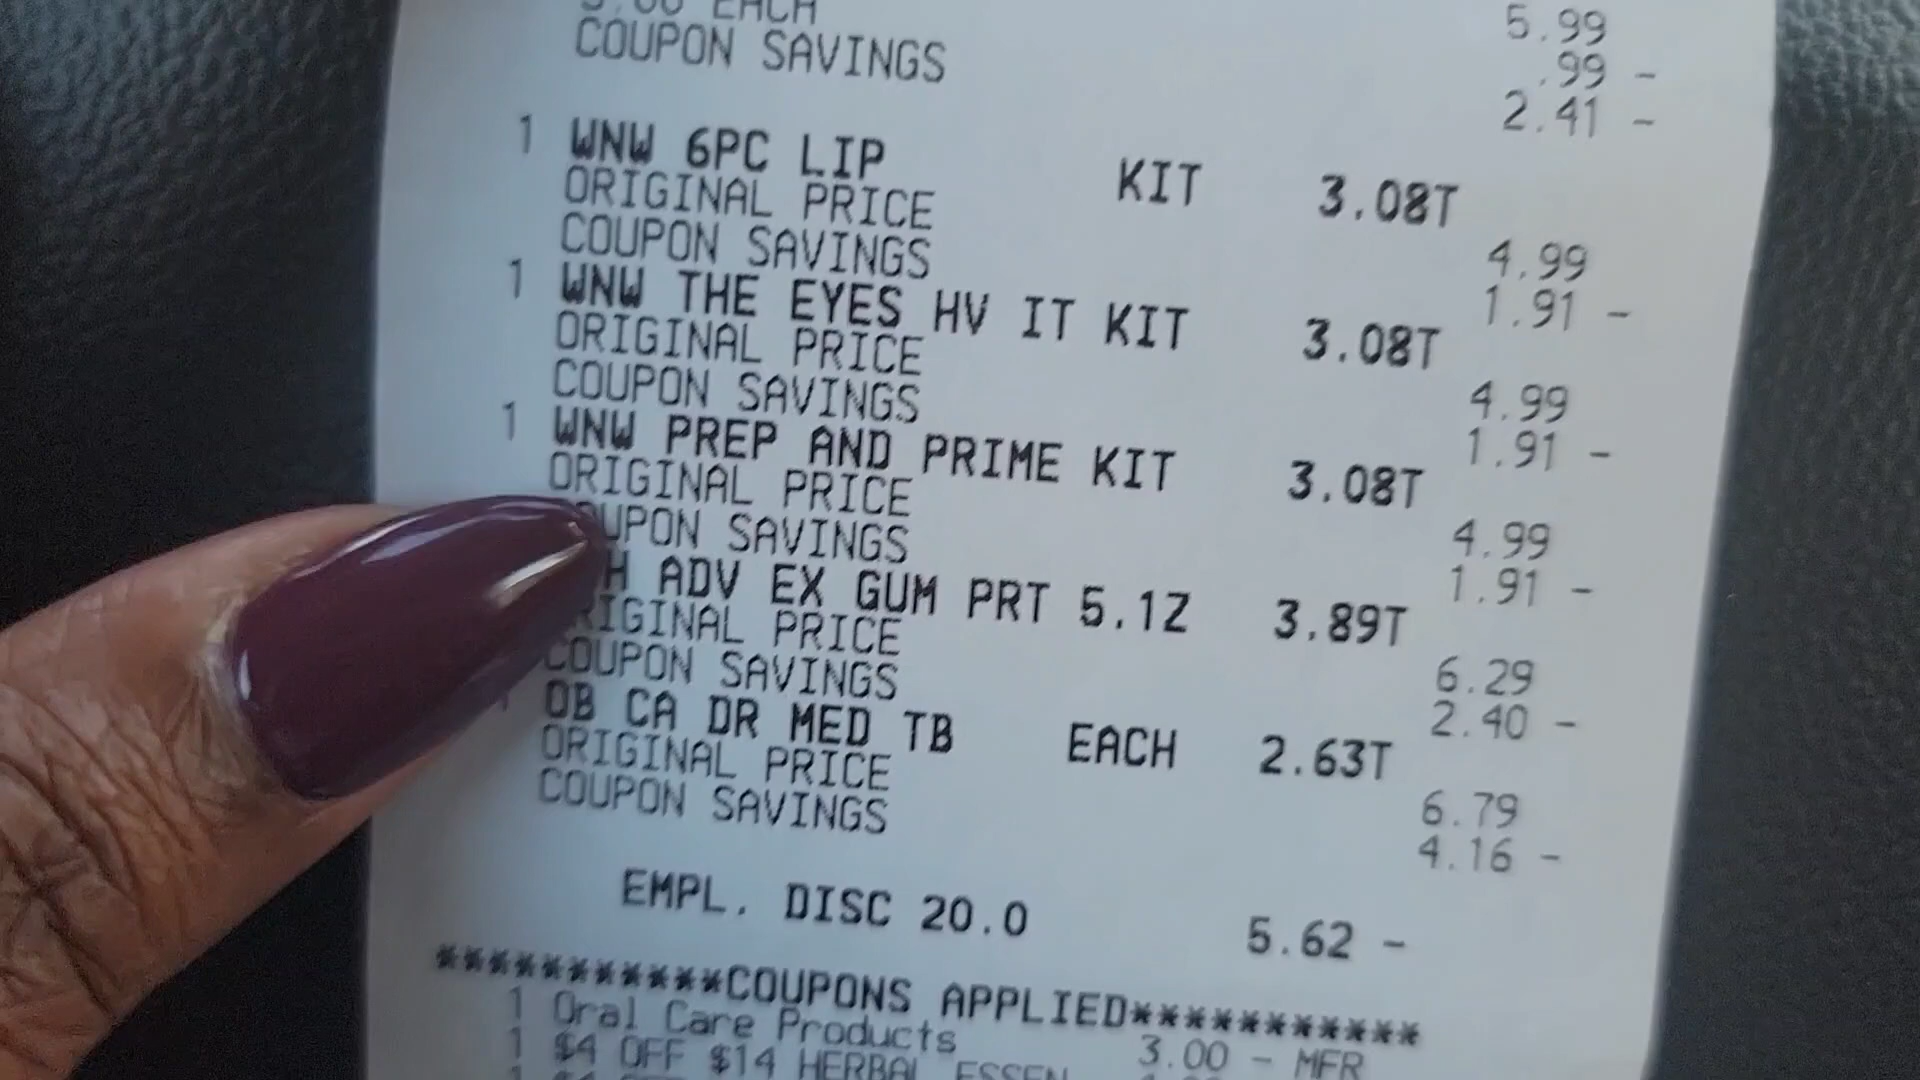 EACH 5.99
COUPON SAVINGS .99 -
2.41 -
1 WNW 6PC LIP KIT 3.08T
ORIGINAL PRICE 4.99
COUPON SAVINGS 1.91 -
1 WNW THE EYES HV IT KIT 3.08T
ORIGINAL PRICE 4.99
COUPON SAVINGS 1.91 -
1 WNW PREP AND PRIME KIT 3.08T
ORIGINAL PRICE 4.99
OUPON SAVINGS 1.91 -
H ADV EX GUM PRT 5.1Z 3.89T
RIGINAL PRICE 6.29
COUPON SAVINGS 2.40 -
OB CA DR MED TB EACH 2.63T
ORIGINAL PRICE 6.79
COUPON SAVINGS 4.16 -
EMPL. DISC 20.0 5.62 -
***********COUPONS APPLIED***********
1 Oral Care Products 3.00 - MFR
1 $4 OFF $14 HERBAL ESSEN